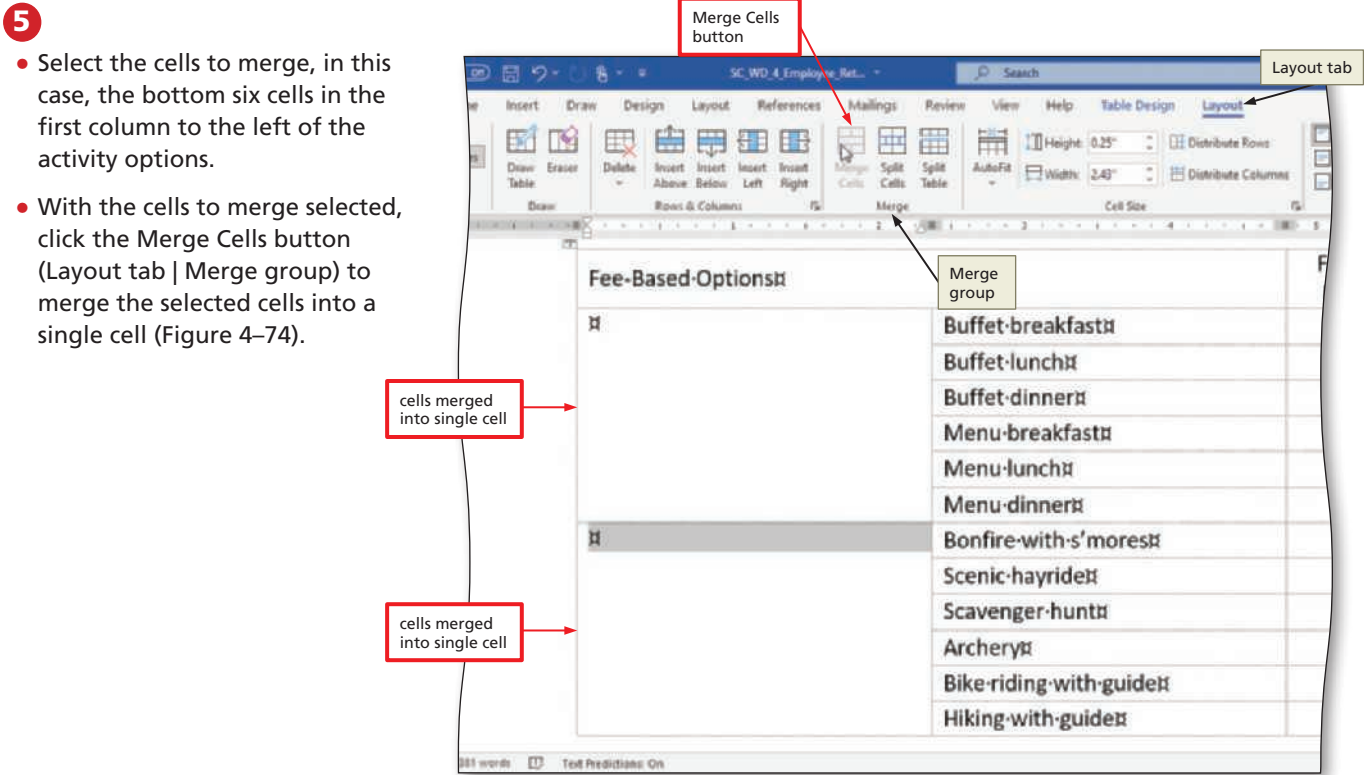 5
• Select the cells to merge, in this
case, the bottom six cells in the
first column to the left of the
activity options.
• With the cells to merge selected,
click the Merge Cells button
(Layout tab | Merge group) to
merge the selected cells into a
single cell (Figure 4–74).
Merge Cells
button
Layout tab
SC_WD_4_Employee_Ret...
Search
Insert Draw Design Layout References Mailings Review View Help Table Design Layout
Draw
Table
Eraser
Delete
Insert
Above
Insert
Below
Insert
Left
Insert
Right
Merge
Cells
Split
Cells
Split
Table
AutoFit
Height: 0.25"
Width: 2.43"
Distribute Rows
Distribute Columns
Draw
Rows & Columns
Merge
Cell Size
1 2 3 4 5
Merge
group
Fee-Based·Options¤
F
¤
Buffet·breakfast¤
Buffet·lunch¤
Buffet·dinner¤
Menu·breakfast¤
Menu·lunch¤
Menu·dinner¤
¤
Bonfire·with·s’mores¤
Scenic·hayride¤
Scavenger·hunt¤
Archery¤
Bike·riding·with·guide¤
Hiking·with·guide¤
cells merged
into single cell
cells merged
into single cell
381 words
Text Predictions: On